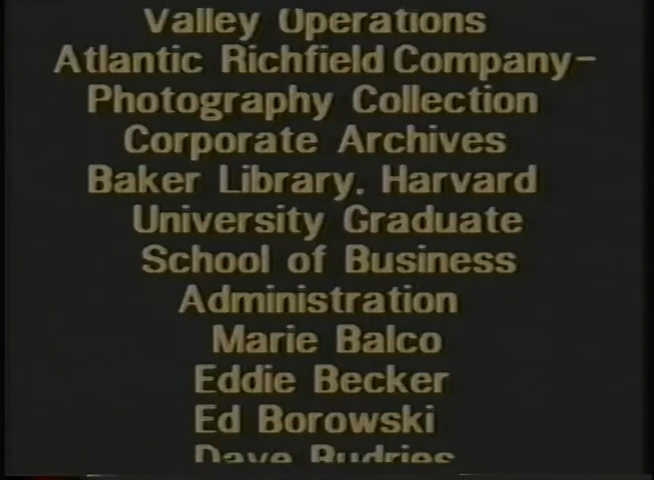 Valley Operations
Atlantic Richfield Company-
Photography Collection
Corporate Archives
Baker Library, Harvard
University Graduate
School of Business
Administration
Marie Balco
Eddie Becker
Ed Borowski
Dave